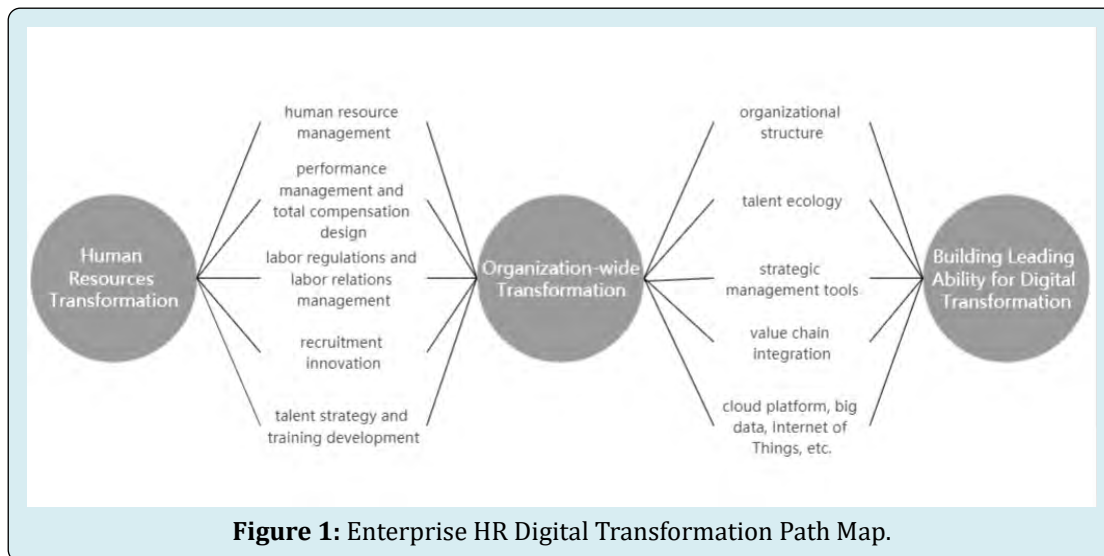 human resource
management
performance
management and
total compensation
design
labor regulations and
labor relations
management
recruitment
innovation
talent strategy and
training development
Human
Resources
Transformation
Organization-wide
Transformation
organizational
structure
talent ecology
strategic
management tools
value chain
integration
cloud platform, big
data, Internet of
Things, etc.
Building Leading
Ability for Digital
Transformation
Figure 1: Enterprise HR Digital Transformation Path Map.